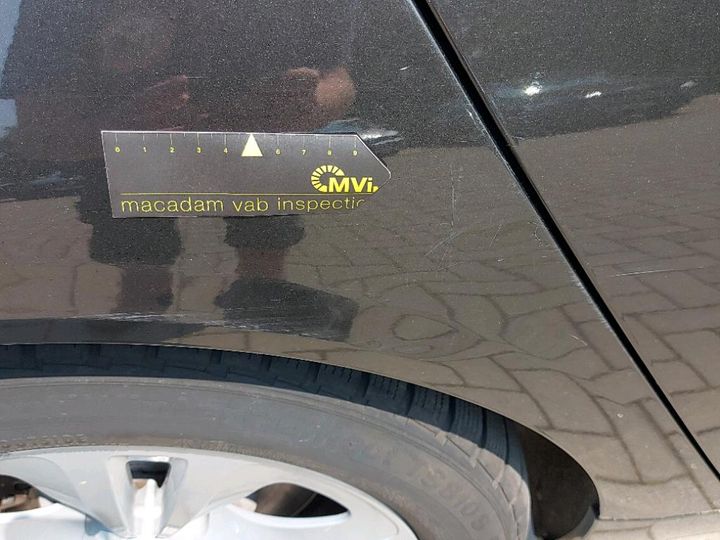 0 1 2 3 4 6 7 8 9
MVi
macadam vab inspectio